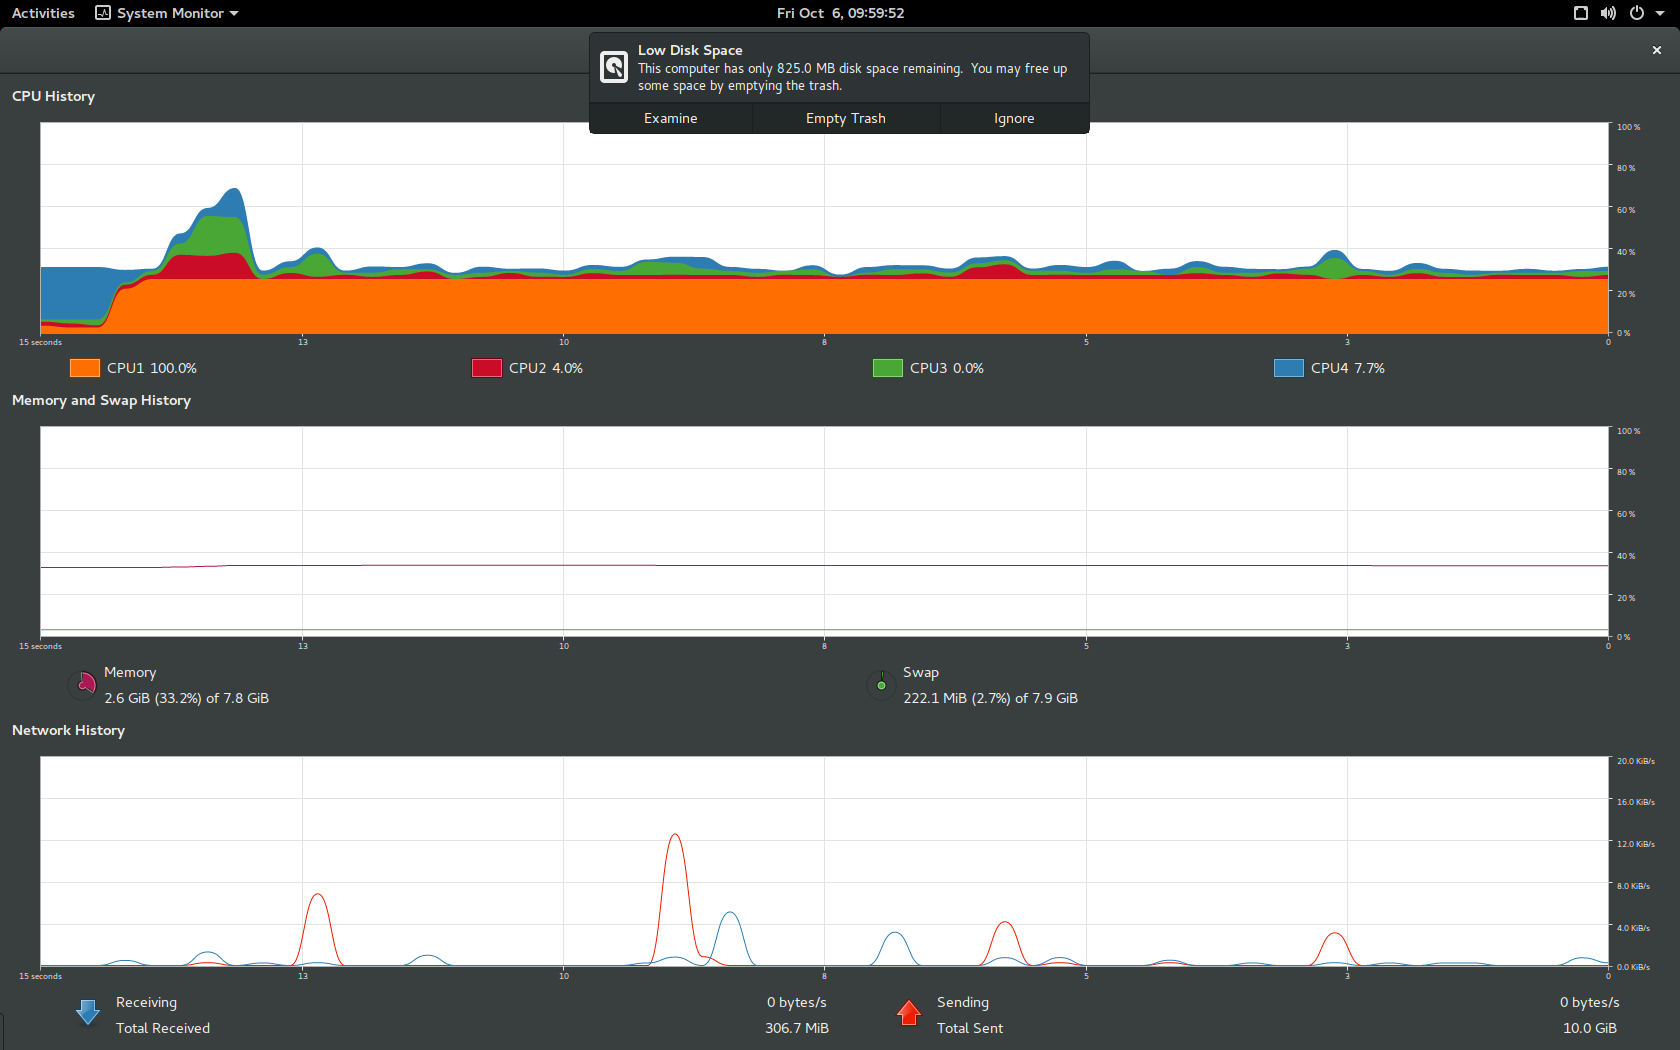 Activities System Monitor Fri Oct 6, 09:59:52
Low Disk Space
This computer has only 825.0 MB disk space remaining. You may free up
some space by emptying the trash.
Examine Empty Trash Ignore
CPU History
100 %
80 %
60 %
40 %
20 %
0 %
15 seconds 13 10 8 5 3 0
CPU1 100.0% CPU2 4.0% CPU3 0.0% CPU4 7.7%
Memory and Swap History
100 %
80 %
60 %
40 %
20 %
0 %
15 seconds 13 10 8 5 3 0
Memory Swap
2.6 GiB (33.2%) of 7.8 GiB 222.1 MiB (2.7%) of 7.9 GiB
Network History
20.0 KiB/s
16.0 KiB/s
12.0 KiB/s
8.0 KiB/s
4.0 KiB/s
0.0 KiB/s
15 seconds 13 10 8 5 3 0
Receiving 0 bytes/s Sending 0 bytes/s
Total Received 306.7 MiB Total Sent 10.0 GiB